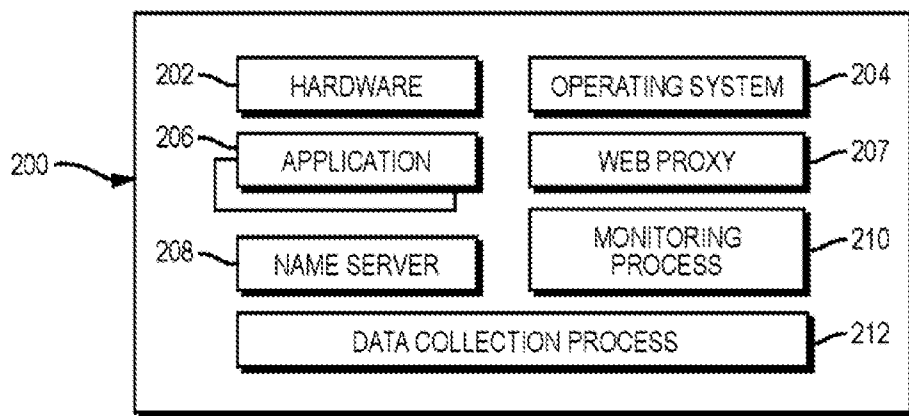 202 HARDWARE OPERATING SYSTEM 204
206 APPLICATION WEB PROXY 207
200
208 NAME SERVER MONITORING PROCESS 210
DATA COLLECTION PROCESS 212